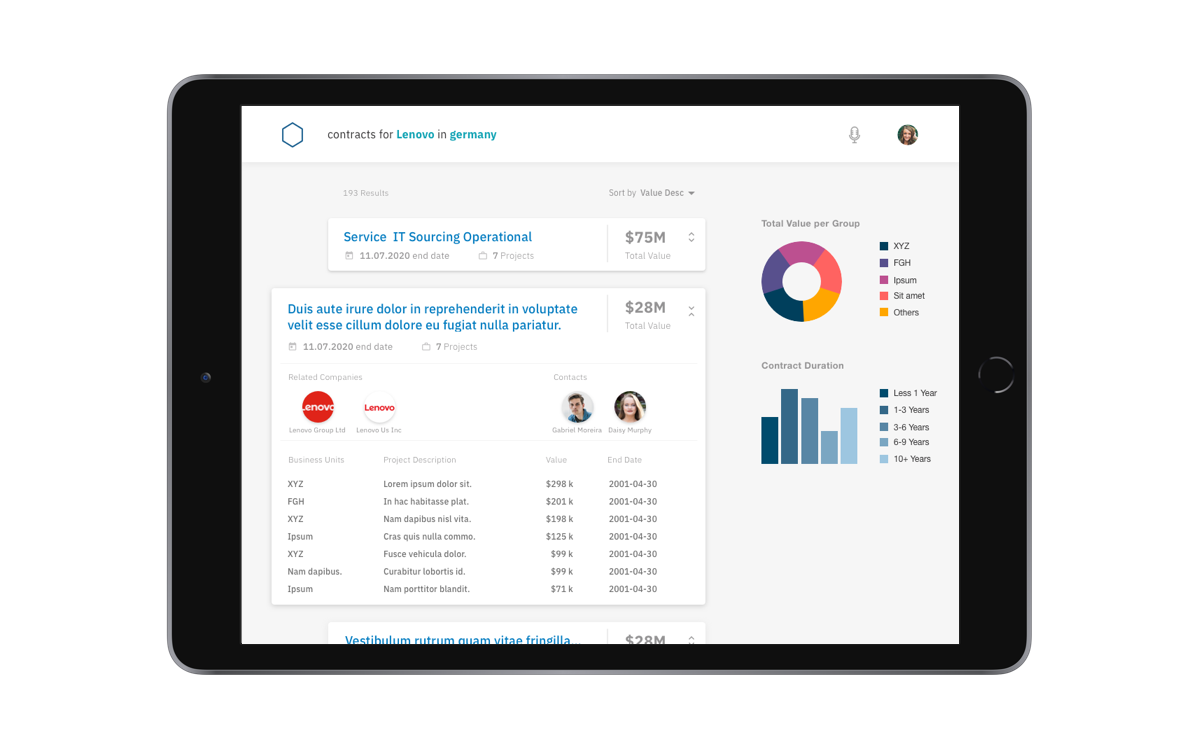 contracts for Lenovo in germany
193 Results
Sort by Value Desc
Service IT Sourcing Operational
$75M
11.07.2020 end date
7 Projects
Total Value
Duis aute irure dolor in reprehenderit in voluptate
velit esse cillum dolore eu fugiat nulla pariatur.
$28M
Total Value
11.07.2020 end date
7 Projects
Related Companies
Contacts
Lenovo
Lenovo
Lenovo Group Ltd
Lenovo Us Inc
Gabriel Moreira
Daisy Murphy
Business Units Project Description Value End Date
XYZ Lorem ipsum dolor sit. $298 k 2001-04-30
FGH In hac habitasse plat. $201 k 2001-04-30
XYZ Nam dapibus nisl vita. $198 k 2001-04-30
Ipsum Cras quis nulla commo. $125 k 2001-04-30
XYZ Fusce vehicula dolor. $99 k 2001-04-30
Nam dapibus. Curabitur lobortis id. $99 k 2001-04-30
Ipsum Nam porttitor blandit. $71 k 2001-04-30
Vestibulum rutrum quam vitae fringilla...
$28M
Total Value per Group
XYZ
FGH
Ipsum
Sit amet
Others
Contract Duration
Less 1 Year
1-3 Years
3-6 Years
6-9 Years
10+ Years